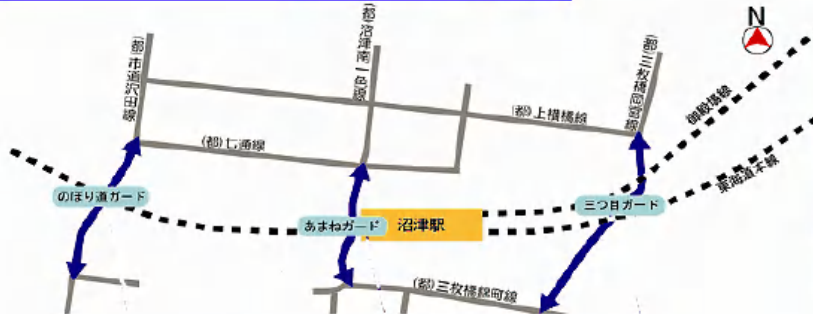 N
(都)市道沢田線
(都)沼津南一色線
(都)三枚橋岡宮線
(都)上横橋線
御殿場線
(都)七通線
東海道本線
のぼり道ガード
三つ目ガード
あまねガード
沼津駅
(都)三枚橋錦町線